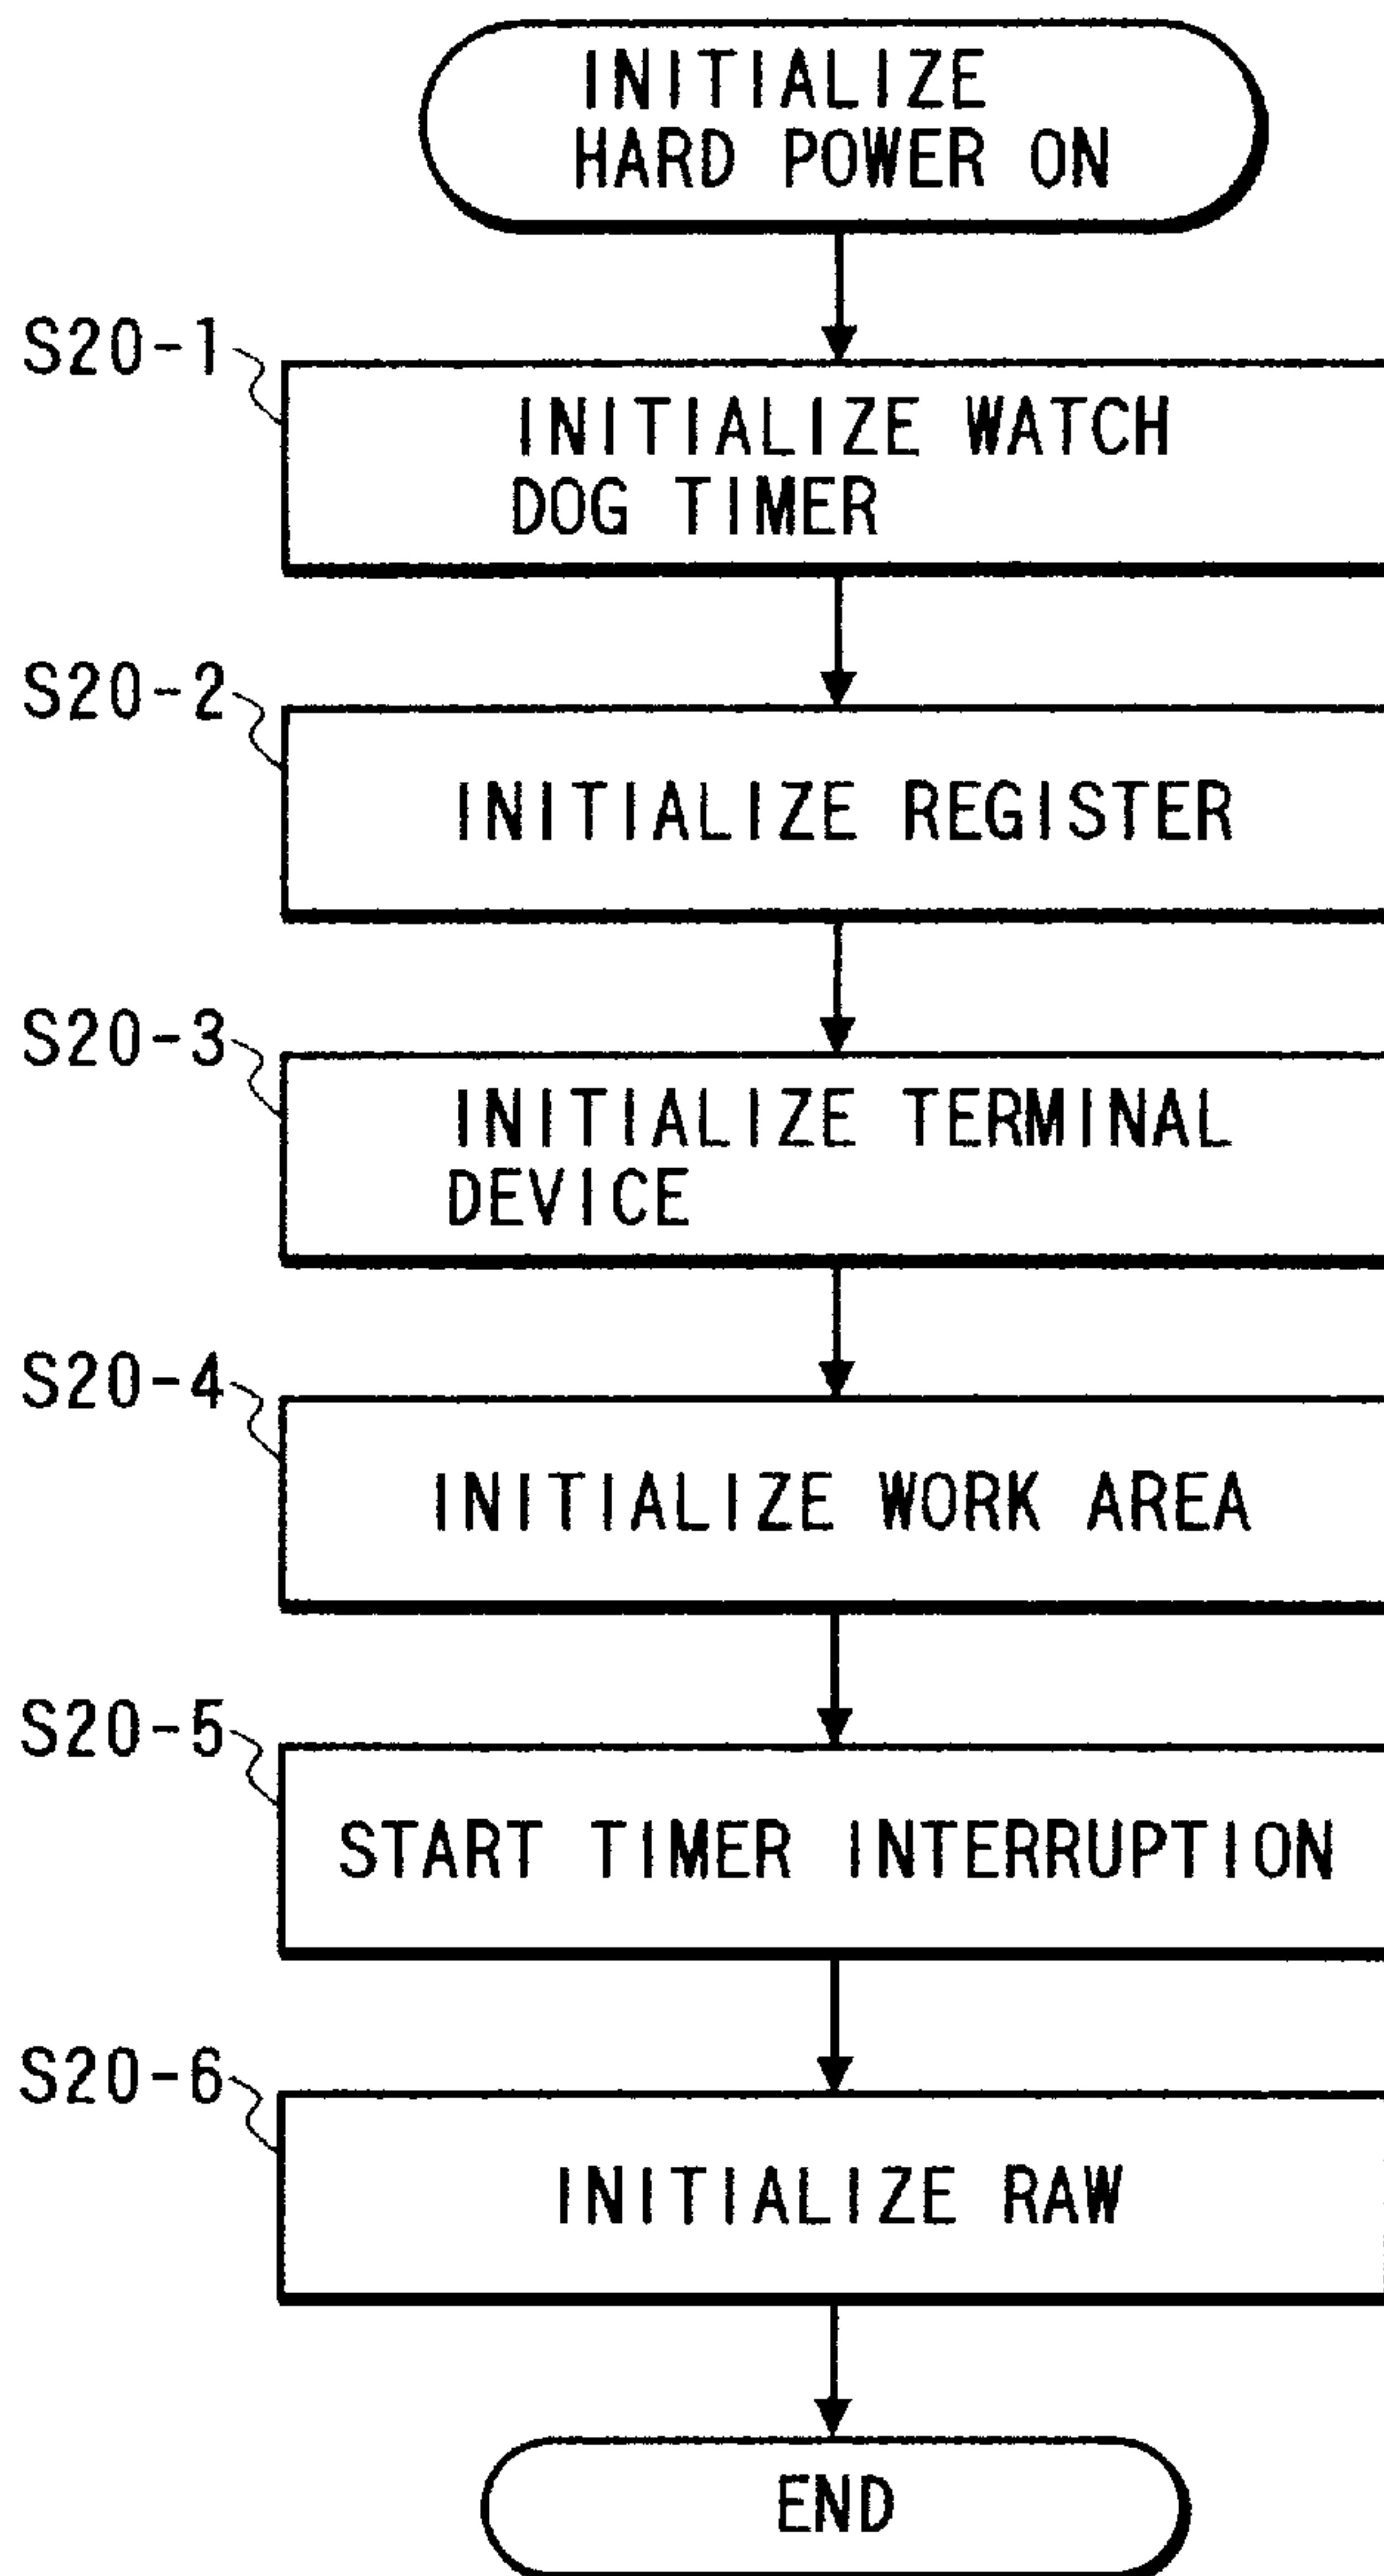 INITIALIZE
HARD POWER ON
S20-1
INITIALIZE WATCH
DOG TIMER
S20-2
INITIALIZE REGISTER
S20-3
INITIALIZE TERMINAL
DEVICE
S20-4
INITIALIZE WORK AREA
S20-5
START TIMER INTERRUPTION
S20-6
INITIALIZE RAW
END